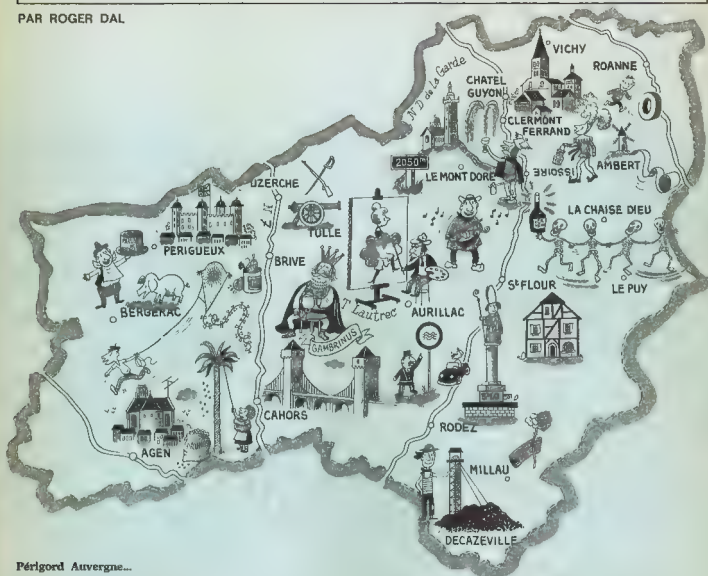 PAR ROGER DAL
VICHY
ROANNE
N D de la Garde
CHATEL
GUYON
CLERMONT
FERRAND
2050 m
LE MONT DORE
ISSOIRE
AMBERT
UZERCHE
TULLE
LA CHAISE DIEU
PERIGUEUX
BRIVE
LE PUY
St FLOUR
BERGERAC
T Lautrec
AURILLAC
GAMBRINUS
CAHORS
AGEN
RODEZ
MILLAU
DECAZEVILLE
Périgord Auvergne...